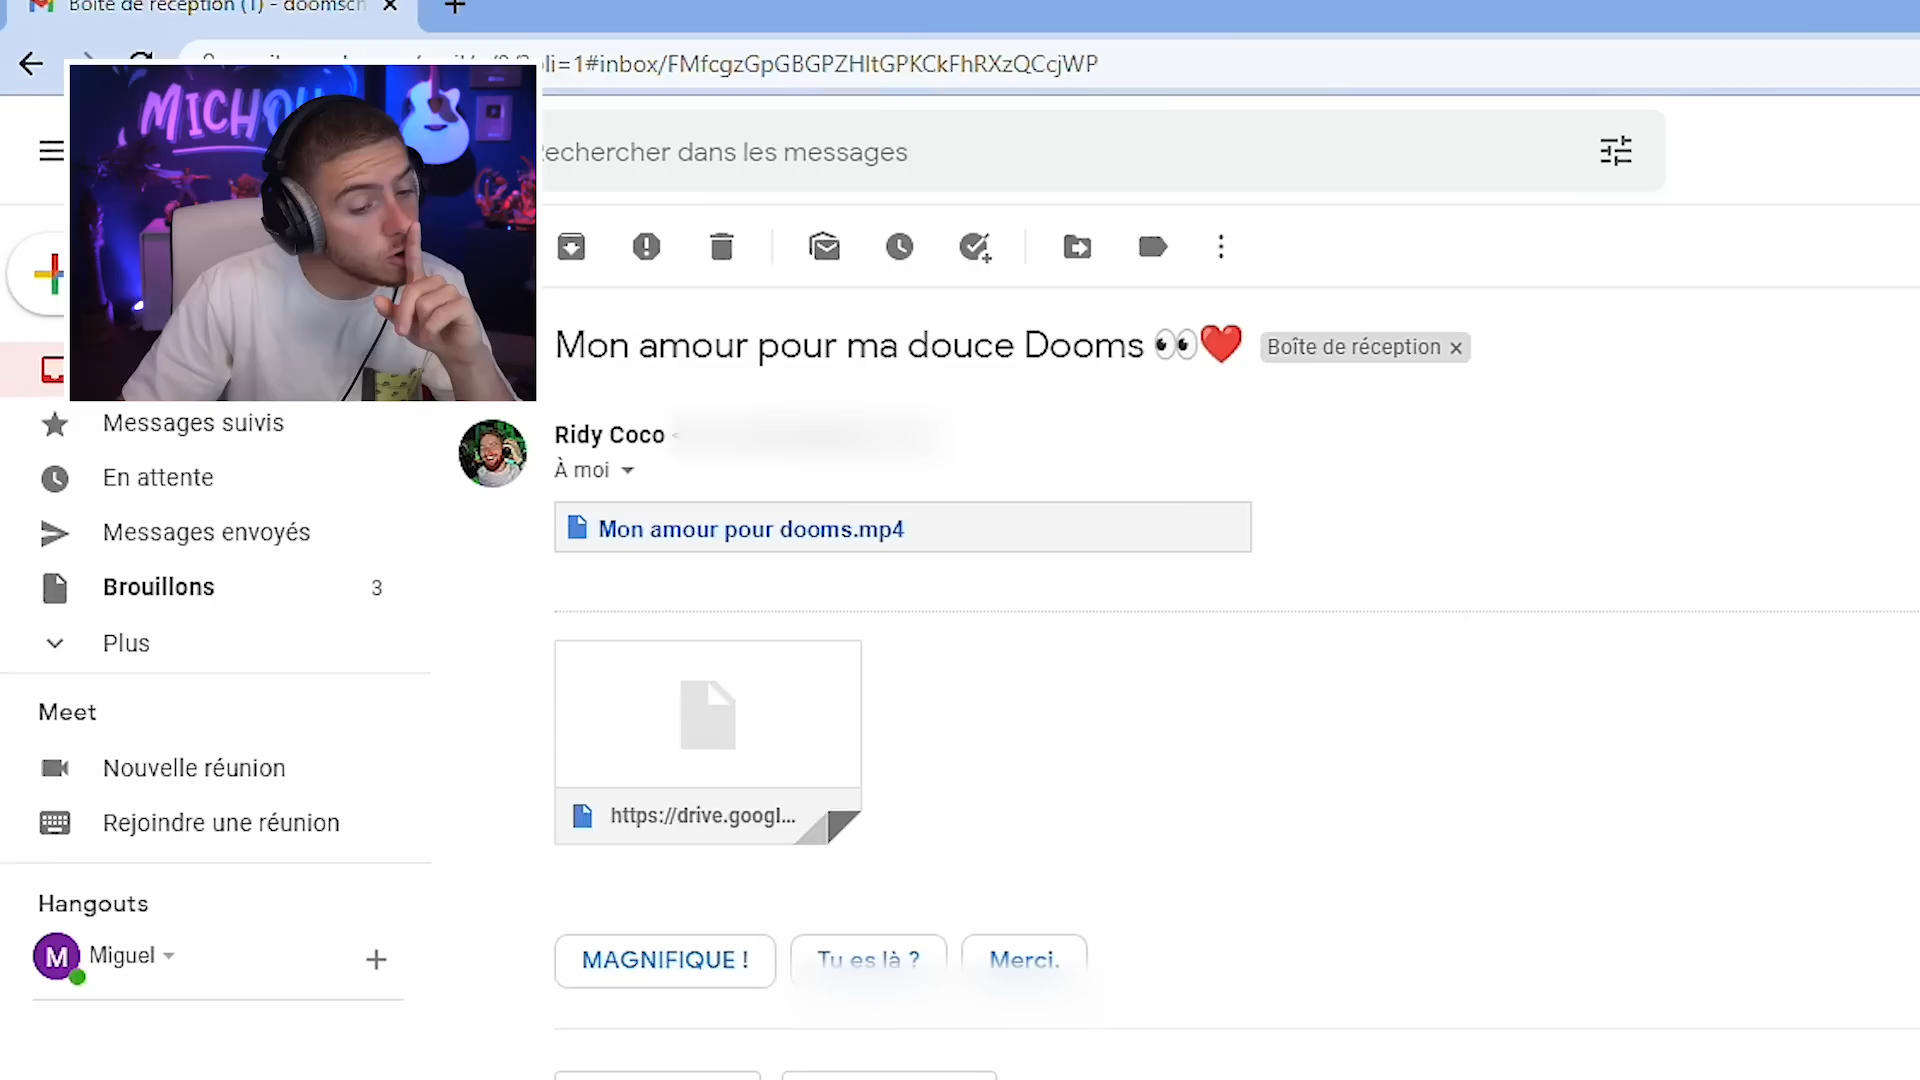 Boîte de réception (1) - doomsch
li=1#inbox/FMfcgzGpGBGPZHltGPKCkFhRXzQCcjWP
MICHOU
echercher dans les messages
Mon amour pour ma douce Dooms 👀❤️ Boîte de réception ×
Messages suivis
Ridy Coco <
À moi
En attente
Mon amour pour dooms.mp4
Messages envoyés
Brouillons 3
Plus
Meet
Nouvelle réunion
https://drive.googl...
Rejoindre une réunion
Hangouts
M Miguel
MAGNIFIQUE ! Tu es là ? Merci.